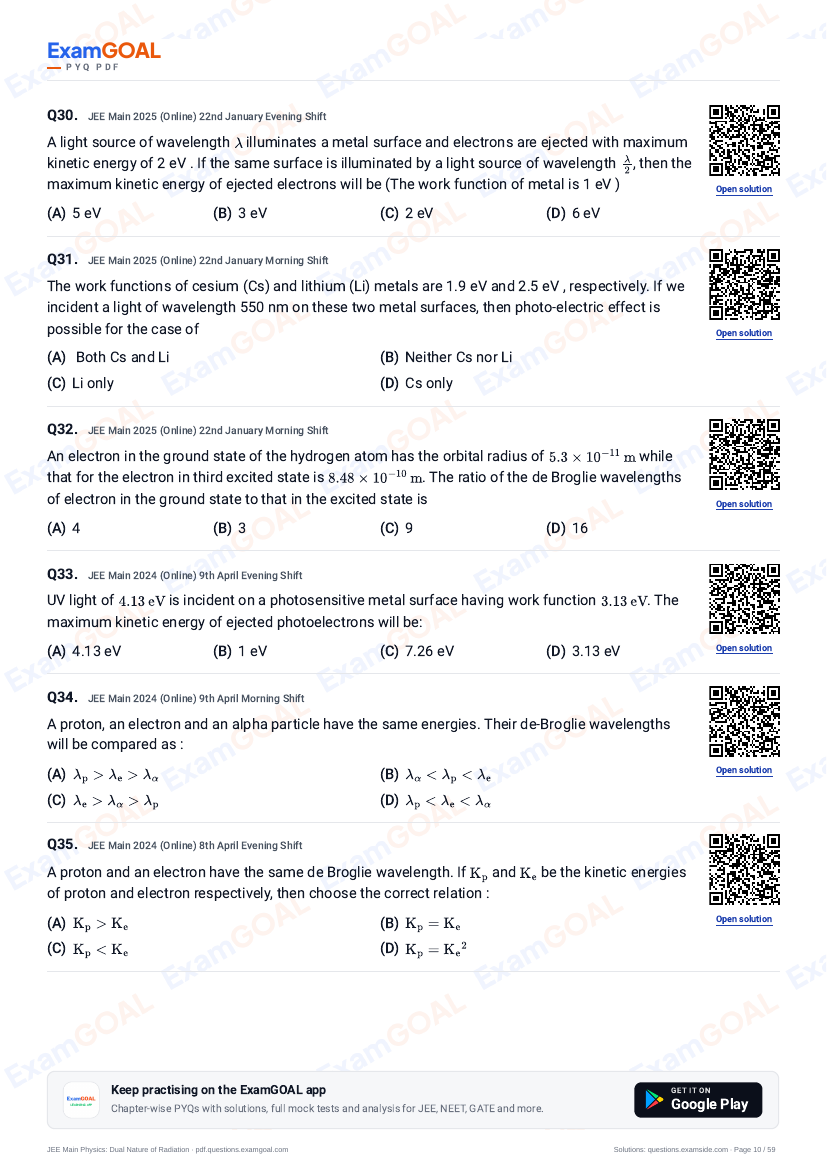 ExamGOAL
PYQ PDF
Q30. JEE Main 2025 (Online) 22nd January Evening Shift
A light source of wavelength λ illuminates a metal surface and electrons are ejected with maximum
kinetic energy of 2 eV . If the same surface is illuminated by a light source of wavelength λ/2, then the
maximum kinetic energy of ejected electrons will be (The work function of metal is 1 eV )
(A) 5 eV (B) 3 eV (C) 2 eV (D) 6 eV
Open solution
Q31. JEE Main 2025 (Online) 22nd January Morning Shift
The work functions of cesium (Cs) and lithium (Li) metals are 1.9 eV and 2.5 eV , respectively. If we
incident a light of wavelength 550 nm on these two metal surfaces, then photo-electric effect is
possible for the case of
(A) Both Cs and Li (B) Neither Cs nor Li
(C) Li only (D) Cs only
Open solution
Q32. JEE Main 2025 (Online) 22nd January Morning Shift
An electron in the ground state of the hydrogen atom has the orbital radius of 5.3 × 10⁻¹¹ m while
that for the electron in third excited state is 8.48 × 10⁻¹⁰ m. The ratio of the de Broglie wavelengths
of electron in the ground state to that in the excited state is
(A) 4 (B) 3 (C) 9 (D) 16
Open solution
Q33. JEE Main 2024 (Online) 9th April Evening Shift
UV light of 4.13 eV is incident on a photosensitive metal surface having work function 3.13 eV. The
maximum kinetic energy of ejected photoelectrons will be:
(A) 4.13 eV (B) 1 eV (C) 7.26 eV (D) 3.13 eV
Open solution
Q34. JEE Main 2024 (Online) 9th April Morning Shift
A proton, an electron and an alpha particle have the same energies. Their de-Broglie wavelengths
will be compared as :
(A) λₚ > λₑ > λ_α (B) λ_α < λₚ < λₑ
(C) λₑ > λ_α > λₚ (D) λₚ < λₑ < λ_α
Open solution
Q35. JEE Main 2024 (Online) 8th April Evening Shift
A proton and an electron have the same de Broglie wavelength. If Kₚ and Kₑ be the kinetic energies
of proton and electron respectively, then choose the correct relation :
(A) Kₚ > Kₑ (B) Kₚ = Kₑ
(C) Kₚ < Kₑ (D) Kₚ = Kₑ²
Open solution
Keep practising on the ExamGOAL app
Chapter-wise PYQs with solutions, full mock tests and analysis for JEE, NEET, GATE and more.
ExamGOAL
GET IT ON
Google Play
JEE Main Physics: Dual Nature of Radiation · pdf.questions.examgoal.com
Solutions: questions.examside.com · Page 10 / 59